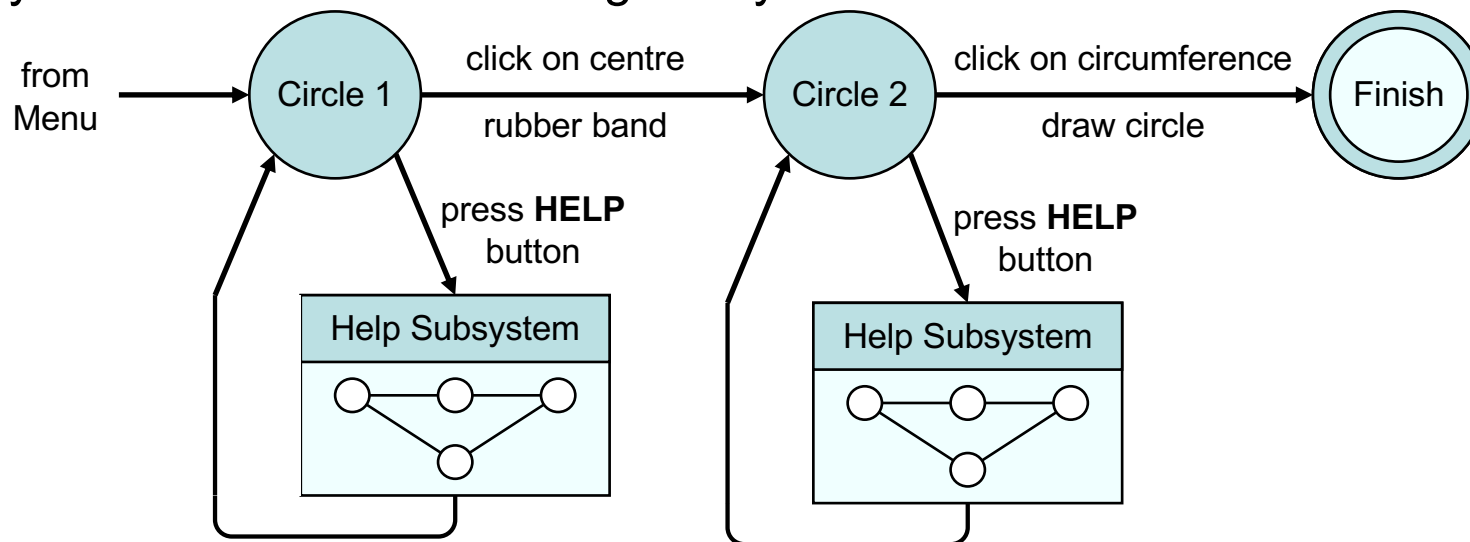 from
Menu
Circle 1
click on centre
rubber band
Circle 2
click on circumference
draw circle
Finish
press HELP
button
press HELP
button
Help Subsystem
Help Subsystem